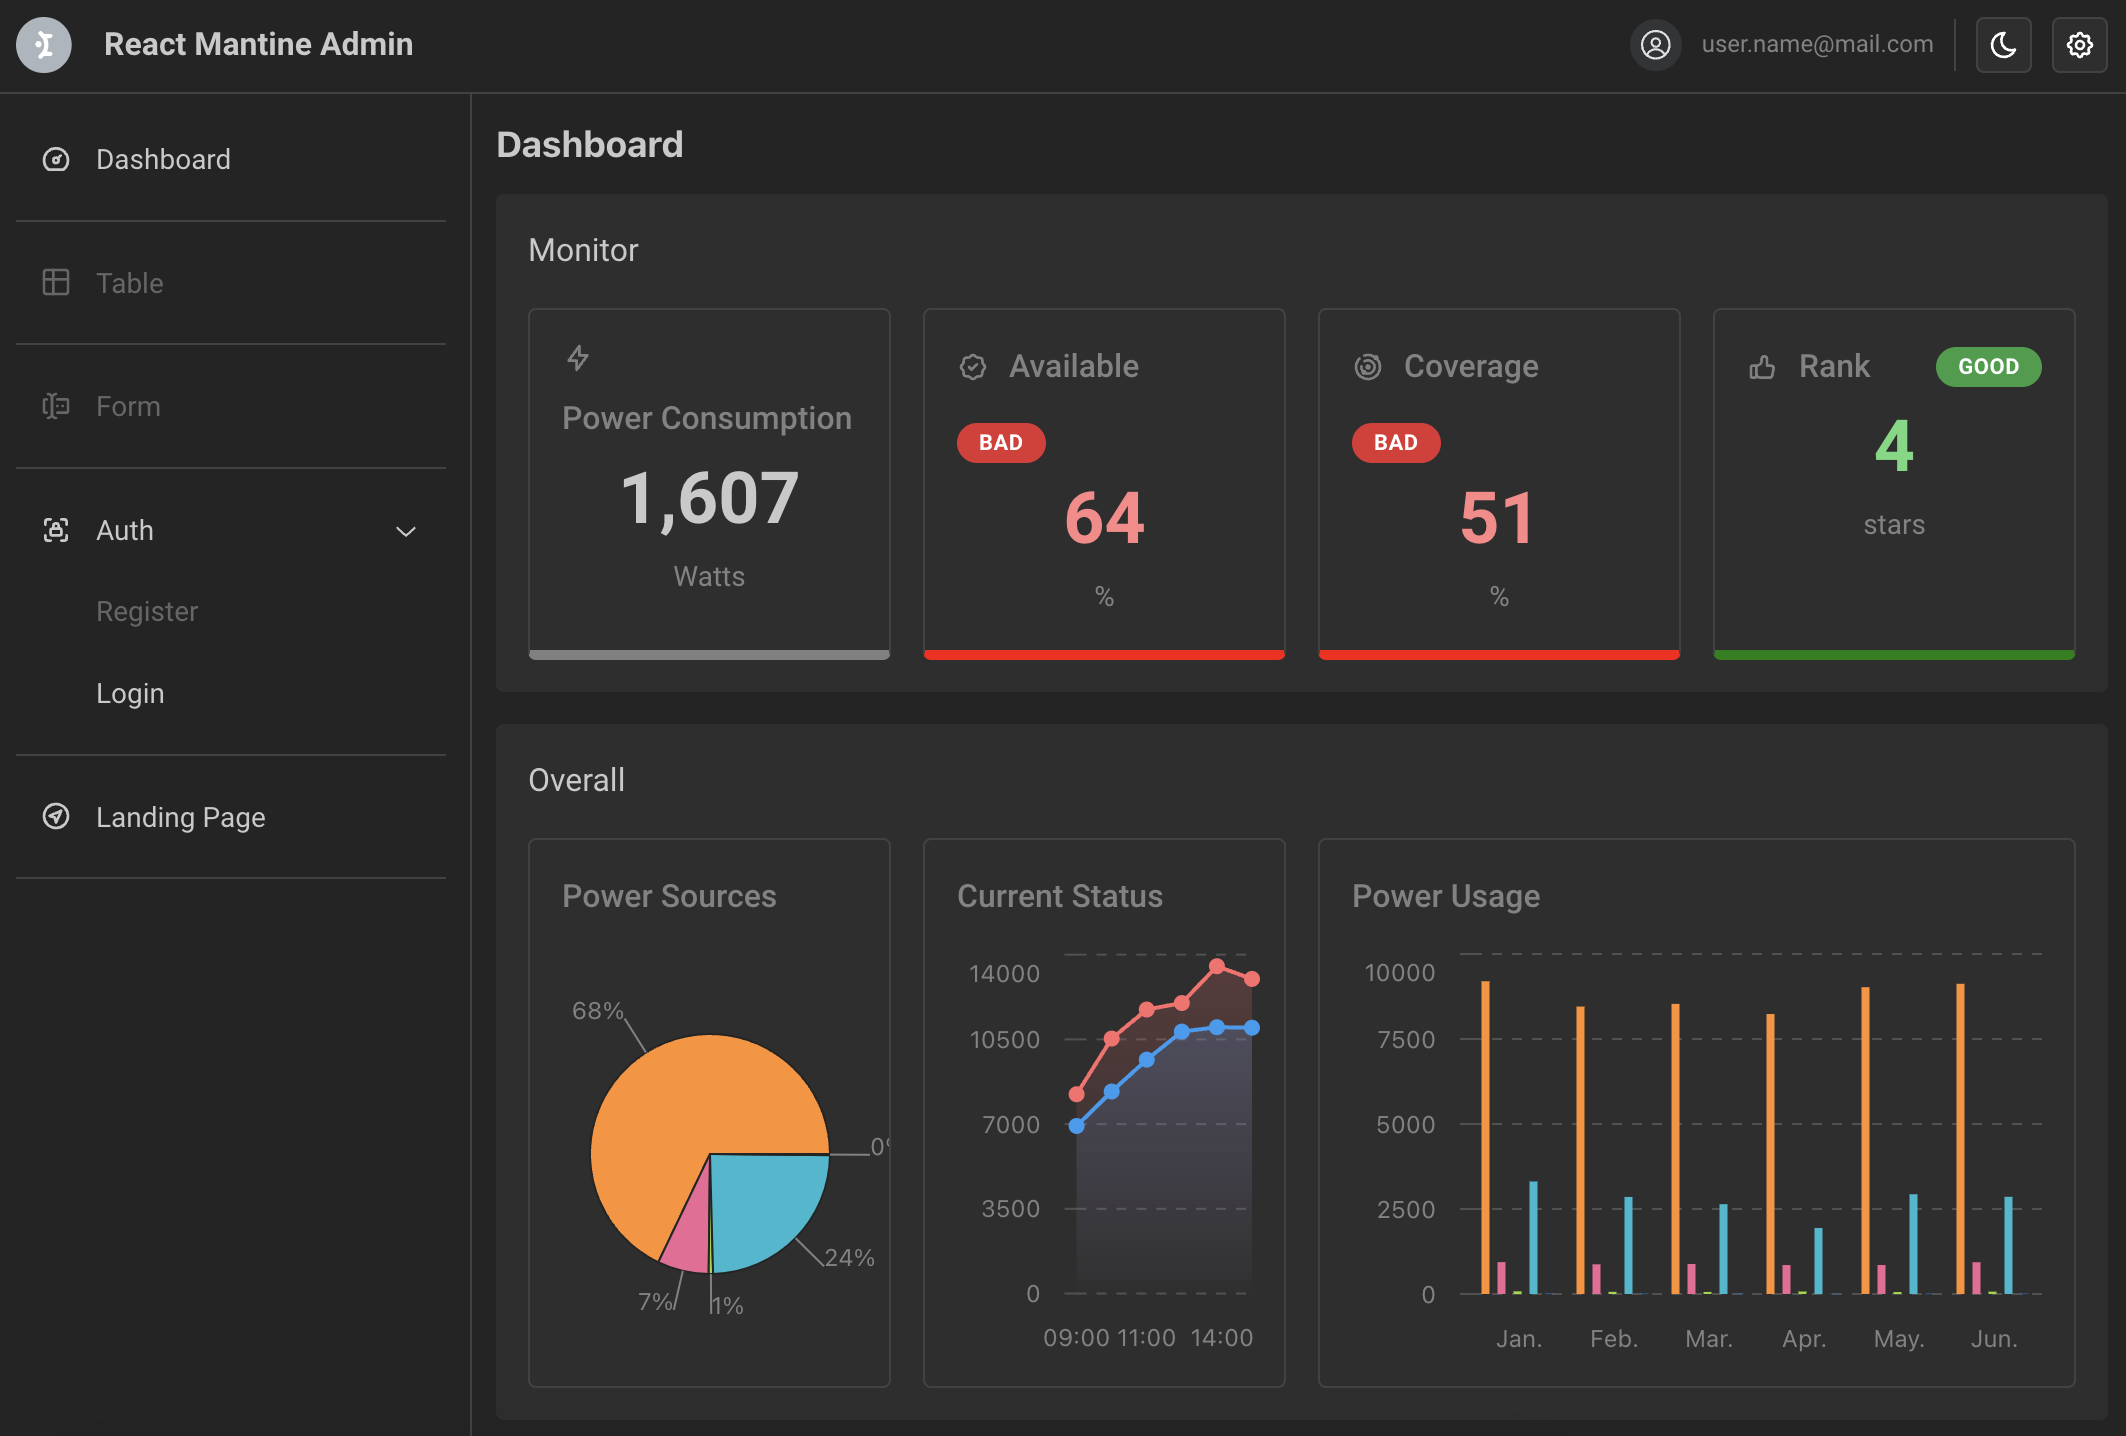 React Mantine Admin
user.name@mail.com
Dashboard
Table
Form
Auth
Register
Login
Landing Page
Dashboard
Monitor
Power Consumption
1,607
Watts
Available
BAD
64
%
Coverage
BAD
51
%
Rank
GOOD
4
stars
Overall
Power Sources
68%
0%
24%
7%
1%
Current Status
14000
10500
7000
3500
0
09:00 11:00 14:00
Power Usage
10000
7500
5000
2500
0
Jan. Feb. Mar. Apr. May. Jun.